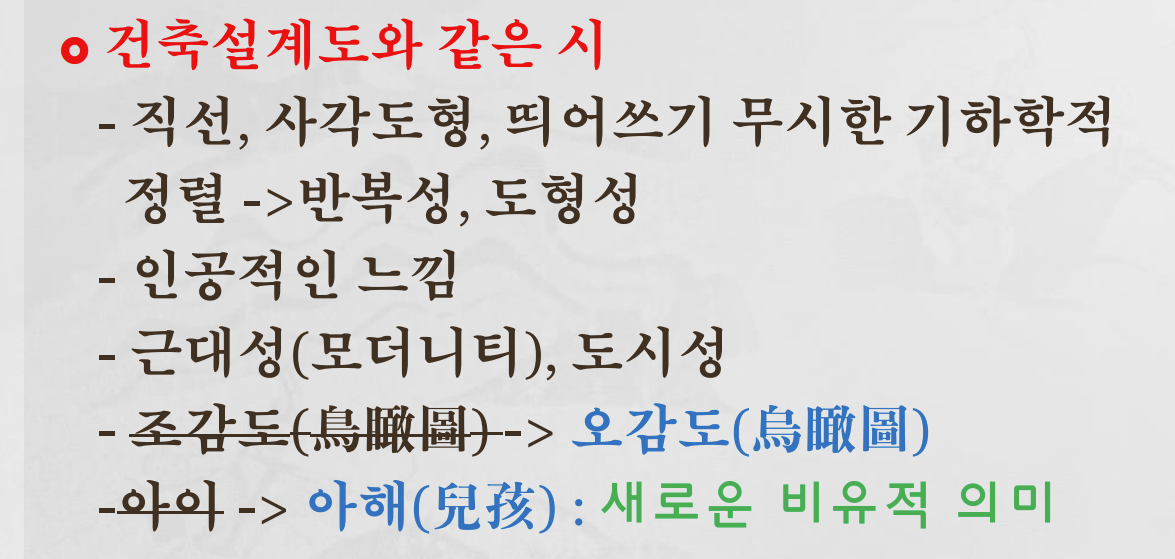 o 건축설계도와 같은 시
- 직선, 사각도형, 띄어쓰기 무시한 기하학적
정렬 ->반복성, 도형성
- 인공적인 느낌
- 근대성(모더니티), 도시성
- 조감도(鳥瞰圖)-> 오감도(烏瞰圖)
-아이 -> 아해(兒孩) : 새로운 비유적 의미